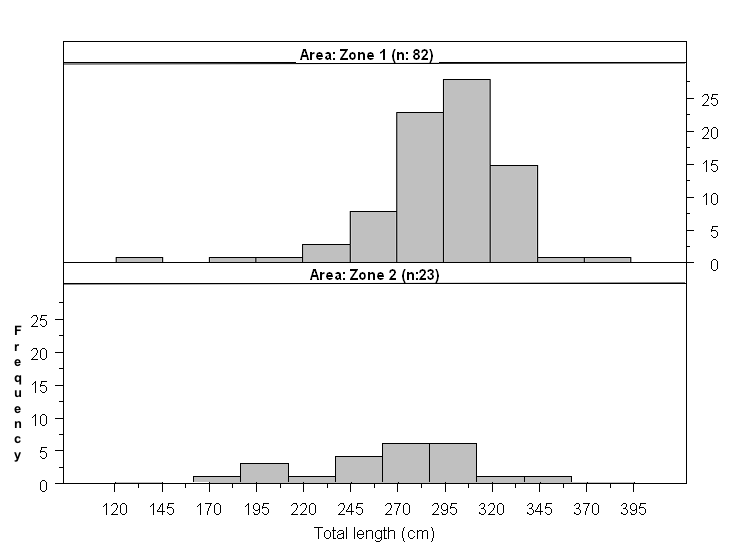 Area: Zone 1 (n: 82)
25
20
15
10
5
0
Area: Zone 2 (n:23)
Frequency
25
20
15
10
5
0
120 145 170 195 220 245 270 295 320 345 370 395
Total length (cm)